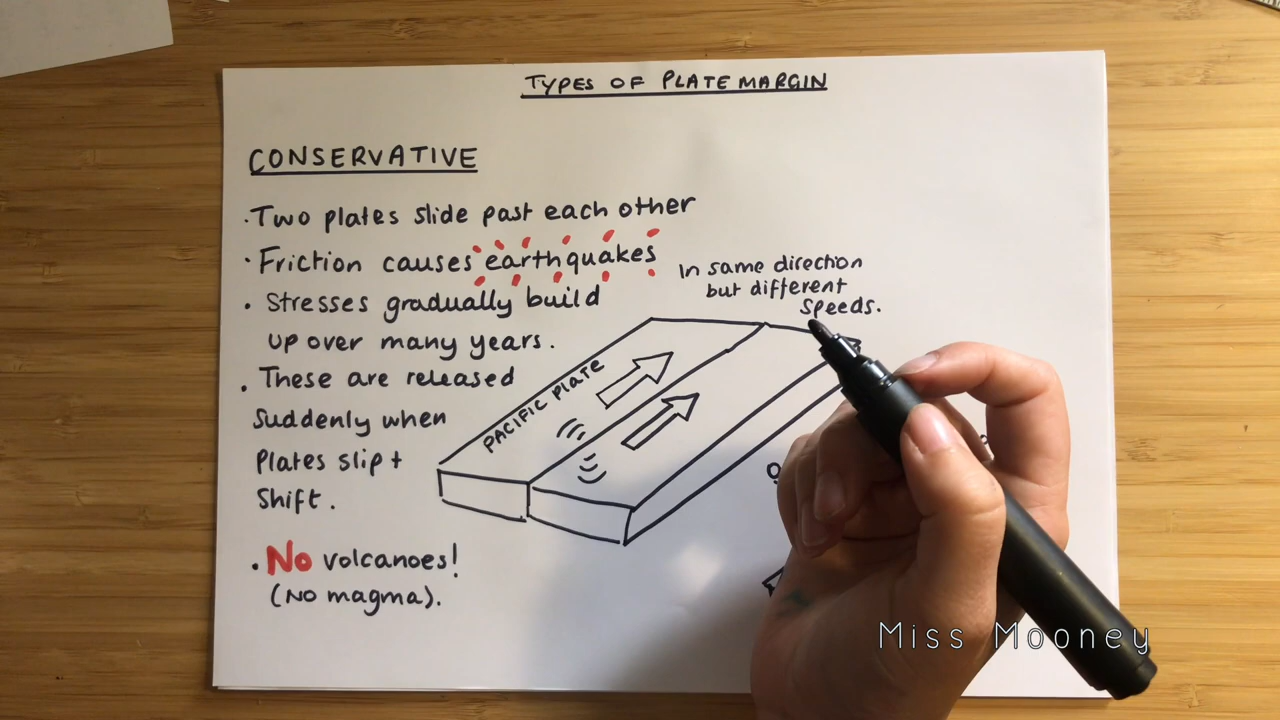 TYPES OF PLATE MARGIN
CONSERVATIVE
· Two plates slide past each other
· Friction causes earthquakes
· Stresses gradually build
up over many years.
· These are released
suddenly when
plates slip +
shift.
· No volcanoes!
(No magma).
In same direction
but different
speeds.
PACIFIC PLATE
Miss Mooney